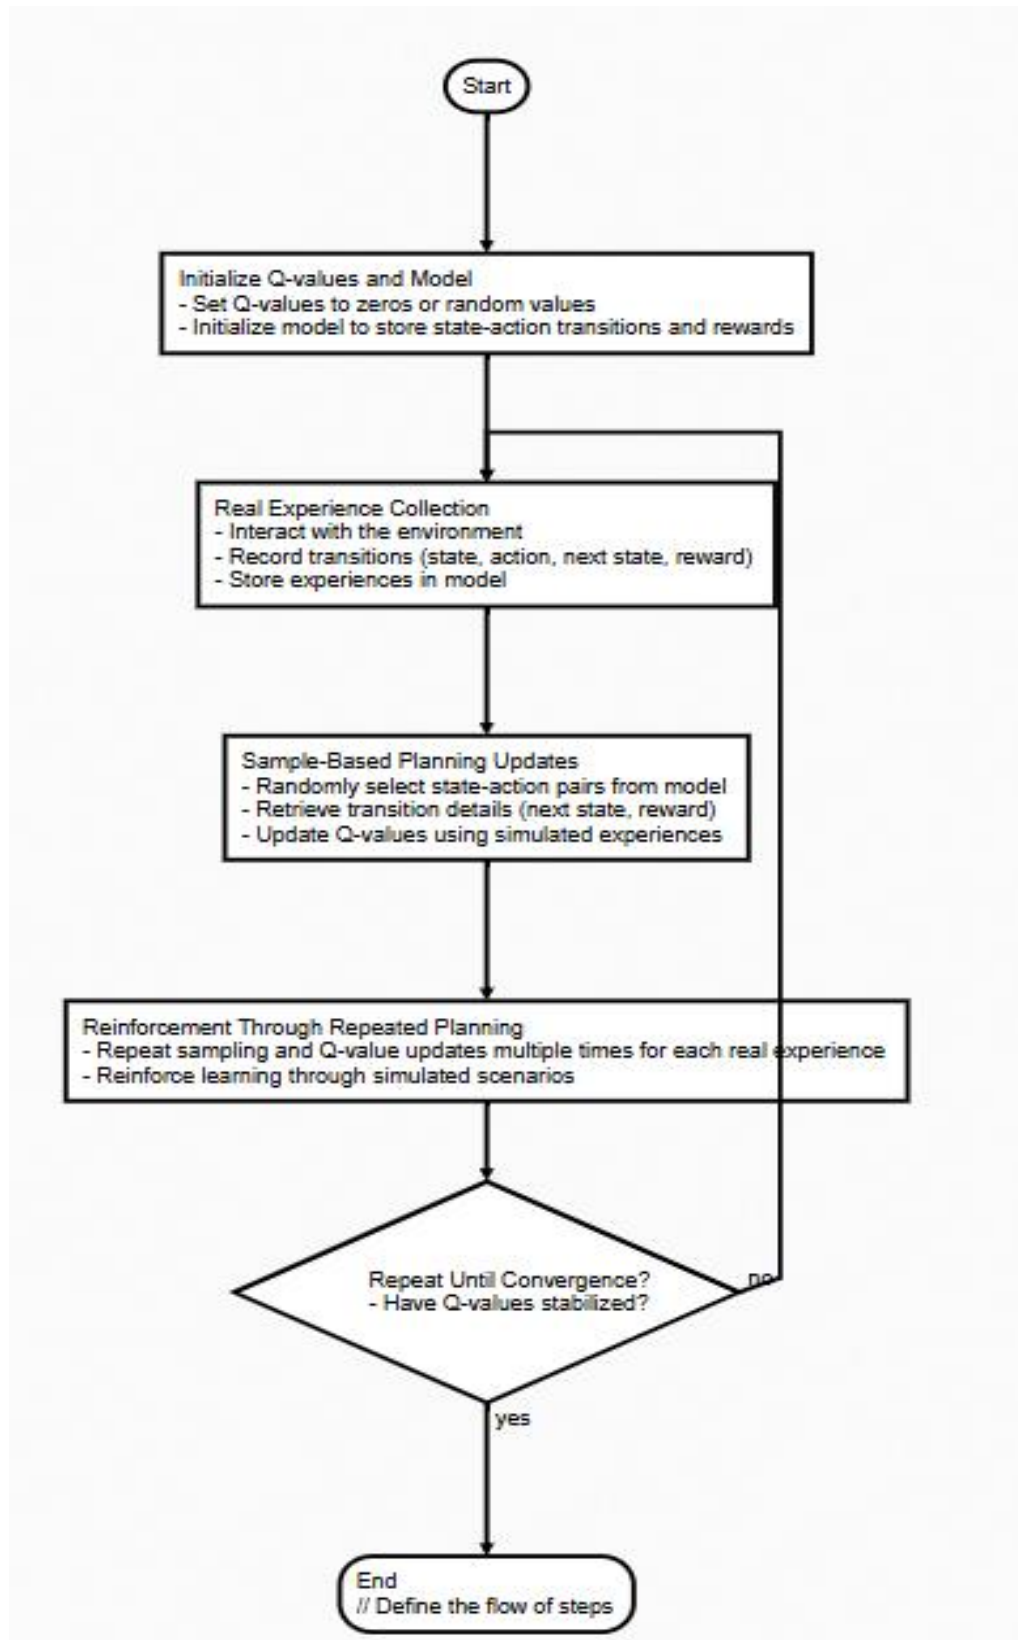 Start
Initialize Q-values and Model
- Set Q-values to zeros or random values
- Initialize model to store state-action transitions and rewards
Real Experience Collection
- Interact with the environment
- Record transitions (state, action, next state, reward)
- Store experiences in model
Sample-Based Planning Updates
- Randomly select state-action pairs from model
- Retrieve transition details (next state, reward)
- Update Q-values using simulated experiences
Reinforcement Through Repeated Planning
- Repeat sampling and Q-value updates multiple times for each real experience
- Reinforce learning through simulated scenarios
Repeat Until Convergence?
- Have Q-values stabilized?
no
yes
End
// Define the flow of steps